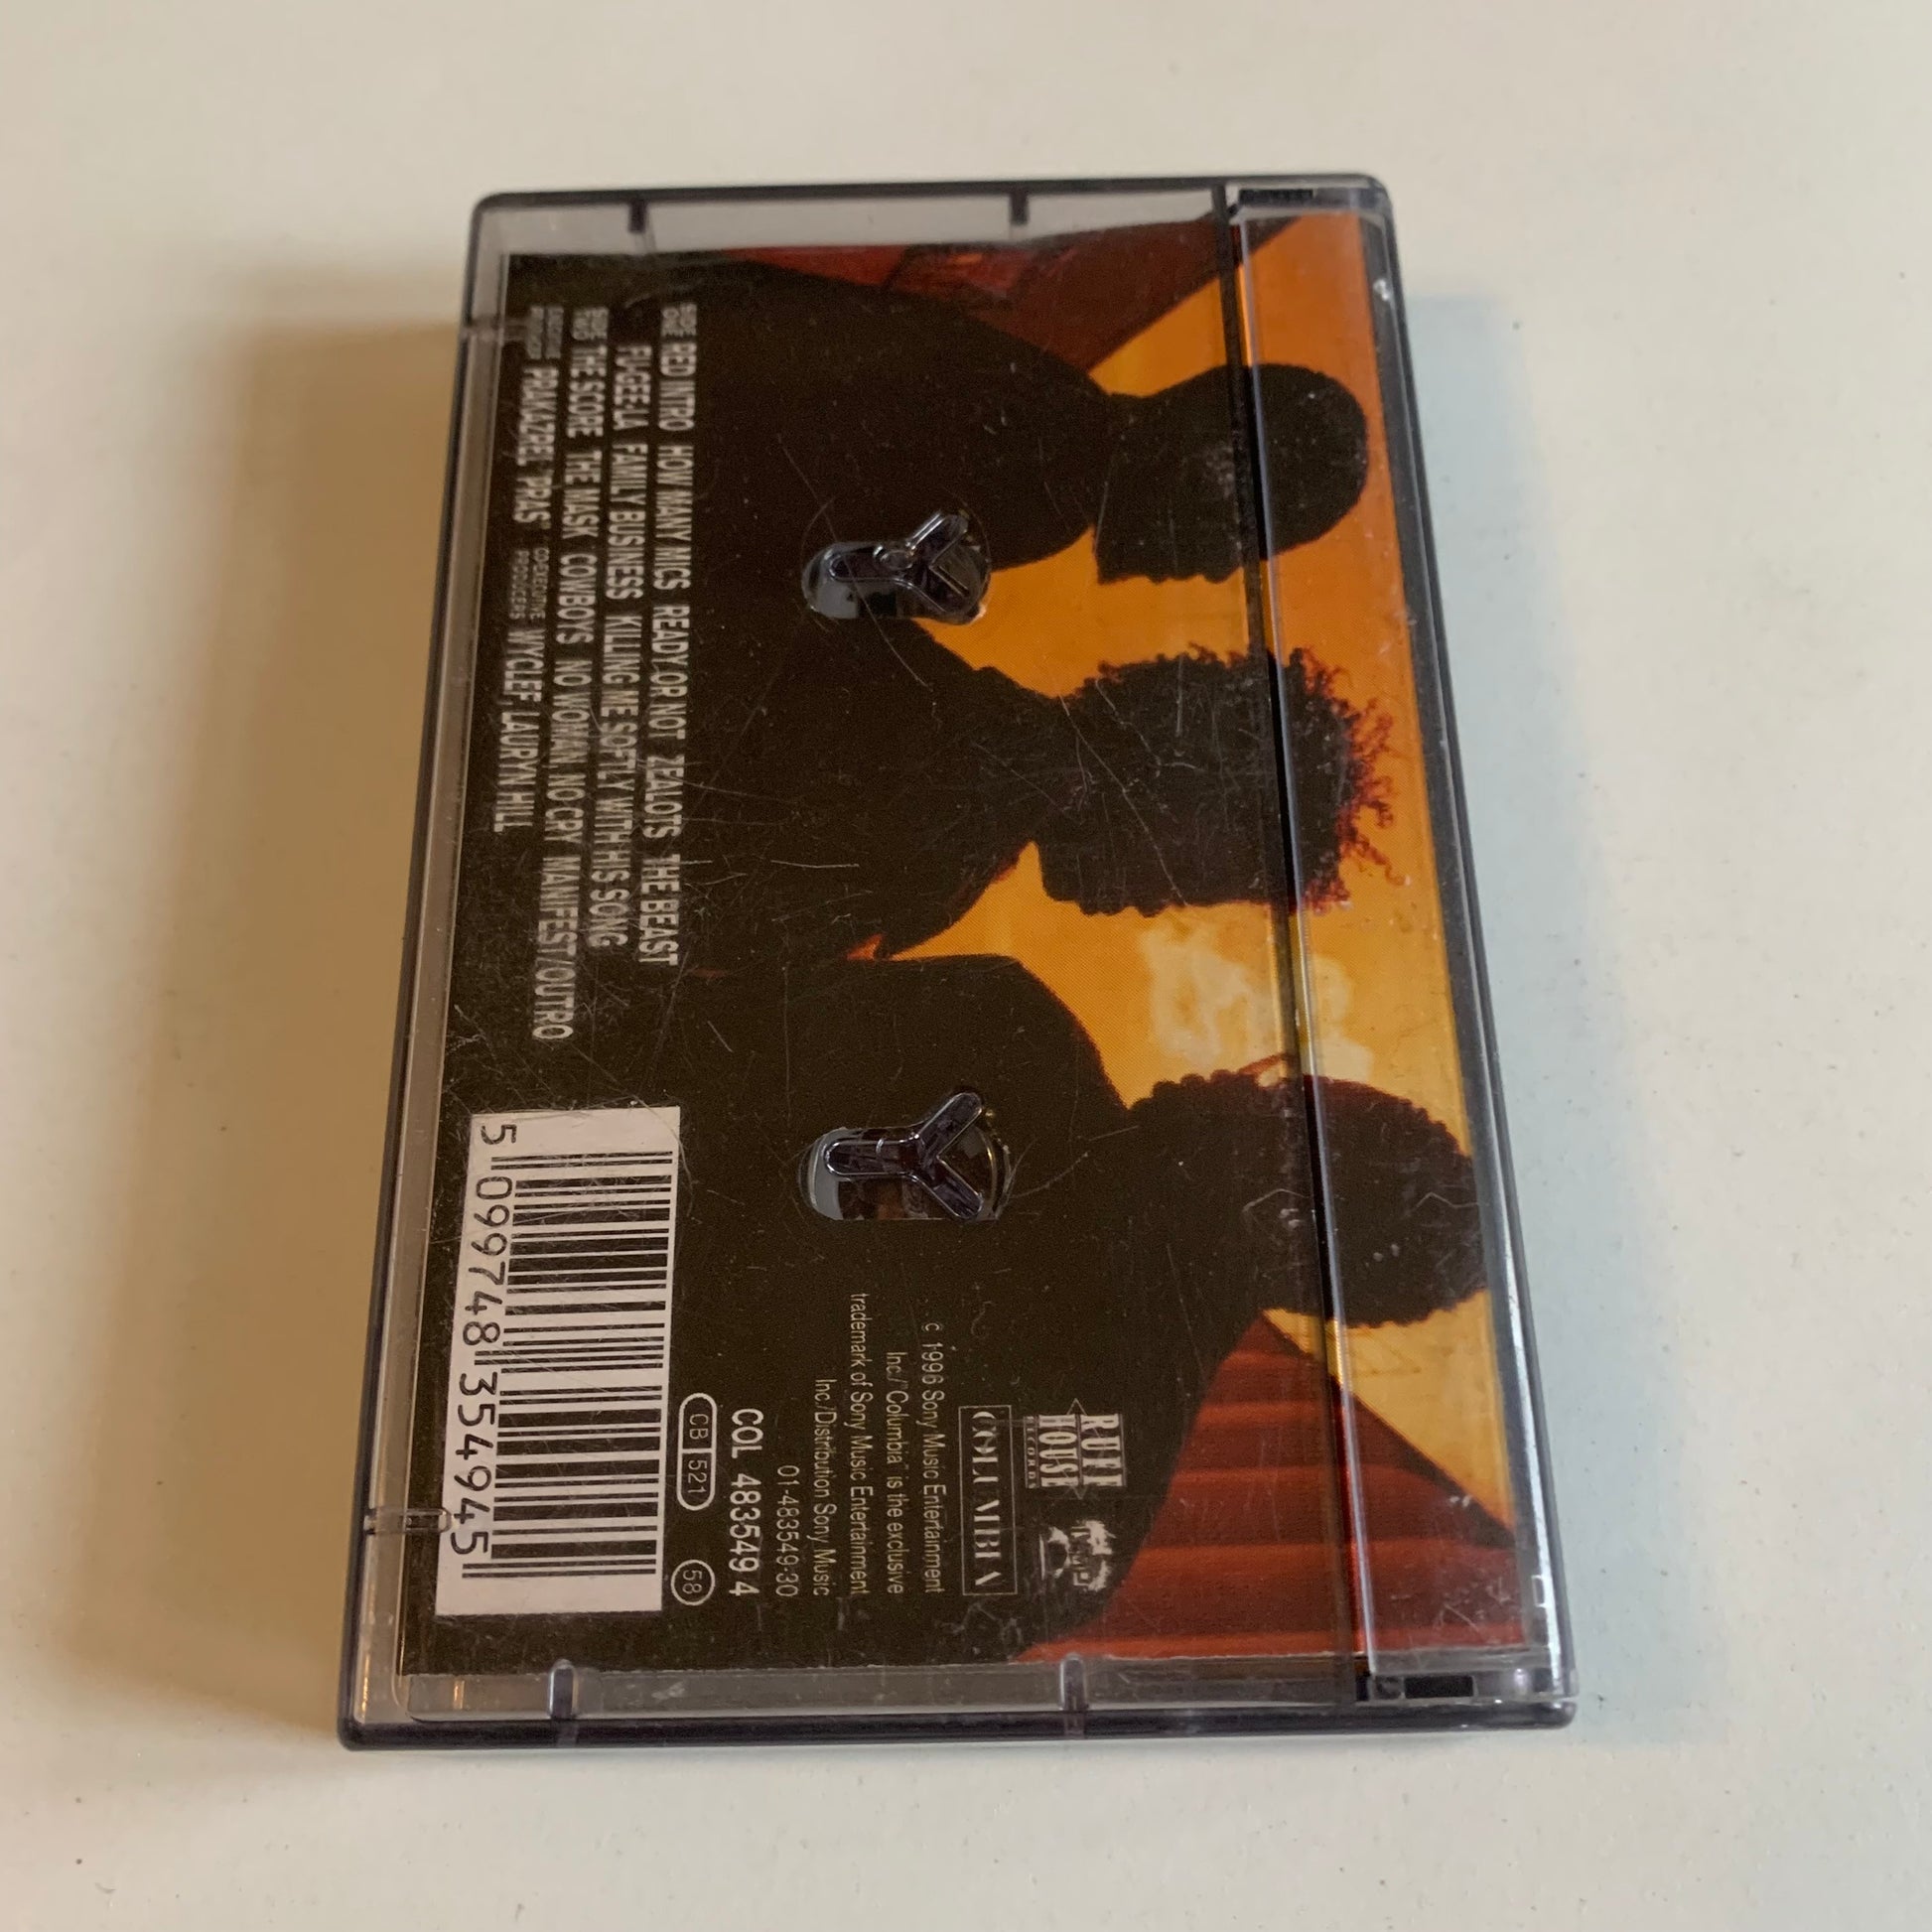 SIDE ONE RED INTRO HOW MANY MICS READY OR NOT ZEALOTS THE BEAST
FU-GEE-LA FAMILY BUSINESS KILLING ME SOFTLY WITH HIS SONG
SIDE TWO THE SCORE THE MASK COWBOYS NO WOMAN, NO CRY MANIFEST/OUTRO
EXECUTIVE PRODUCER PRAKAZREL "PRAS" CO-EXECUTIVE PRODUCERS WYCLEF, LAURYN HILL
RUFF
HOUSE
RECORDS
COLUMBIA
© 1996 Sony Music Entertainment
Inc./"Columbia" is the exclusive
trademark of Sony Music Entertainment
Inc./Distribution Sony Music
01-483549-30
COL 483549 4
CB 521 58
5 099748 354945